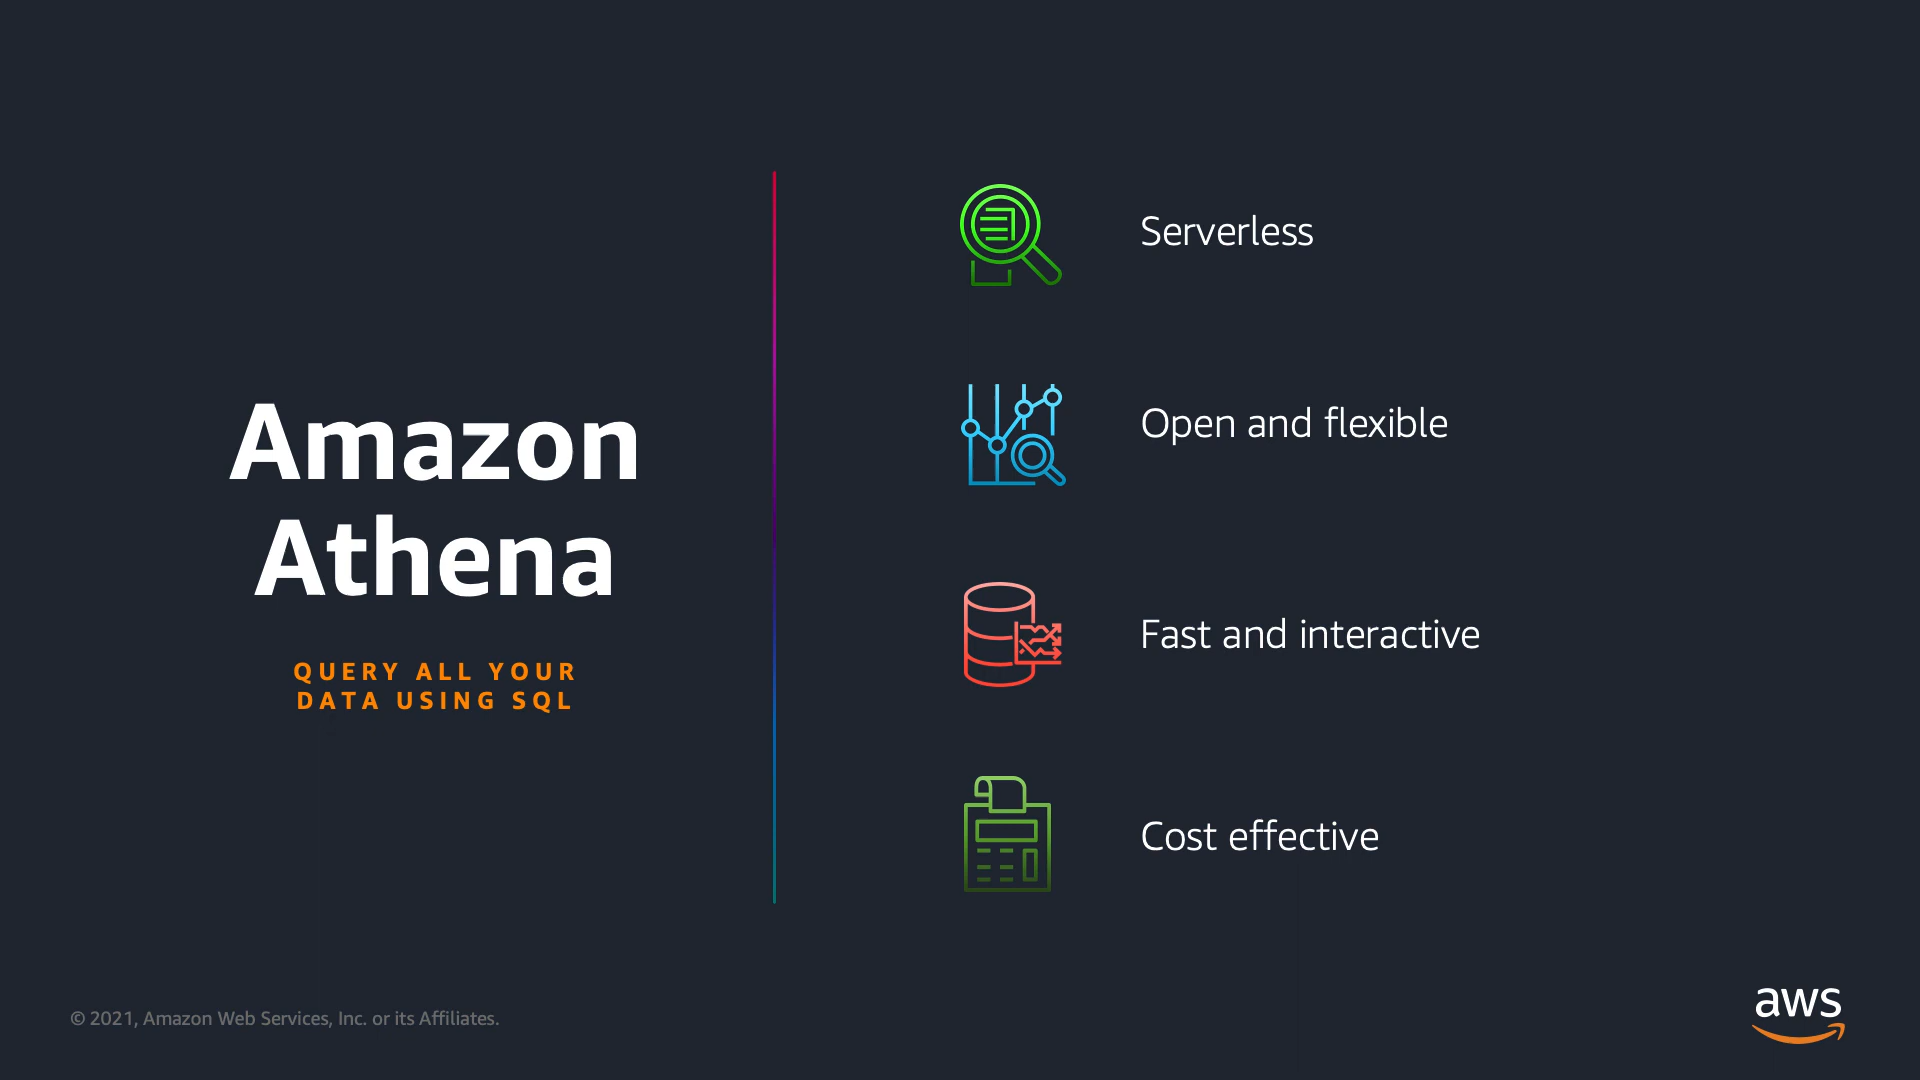 Amazon
Athena
QUERY ALL YOUR
DATA USING SQL
Serverless
Open and flexible
Fast and interactive
Cost effective
© 2021, Amazon Web Services, Inc. or its Affiliates.
aws